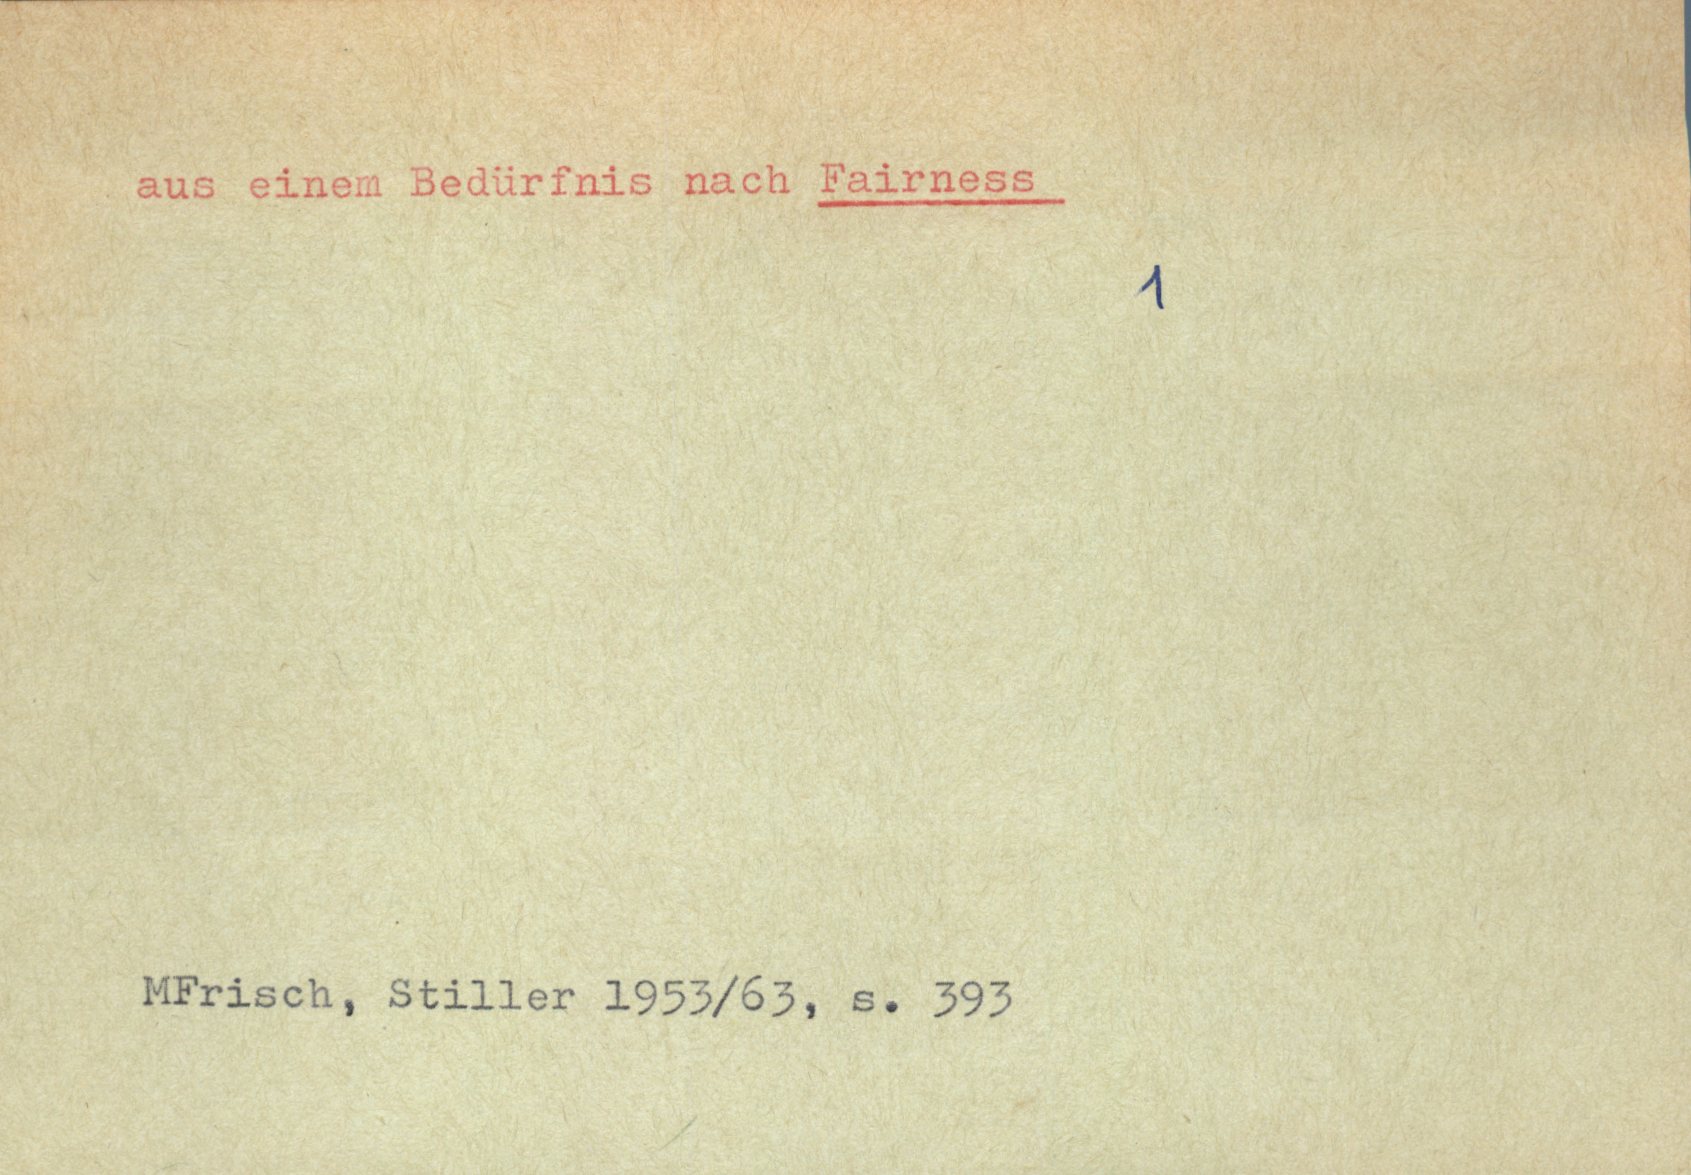 aus einem Bedürfnis nach Fairness
1
MFrisch, Stiller 1953/63, s. 393